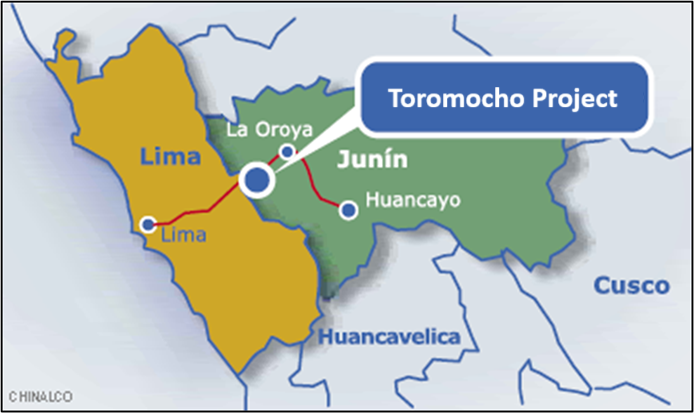 Toromocho Project
La Oroya
Lima
Junín
Huancayo
Lima
Cusco
Huancavelica
CHINALCO